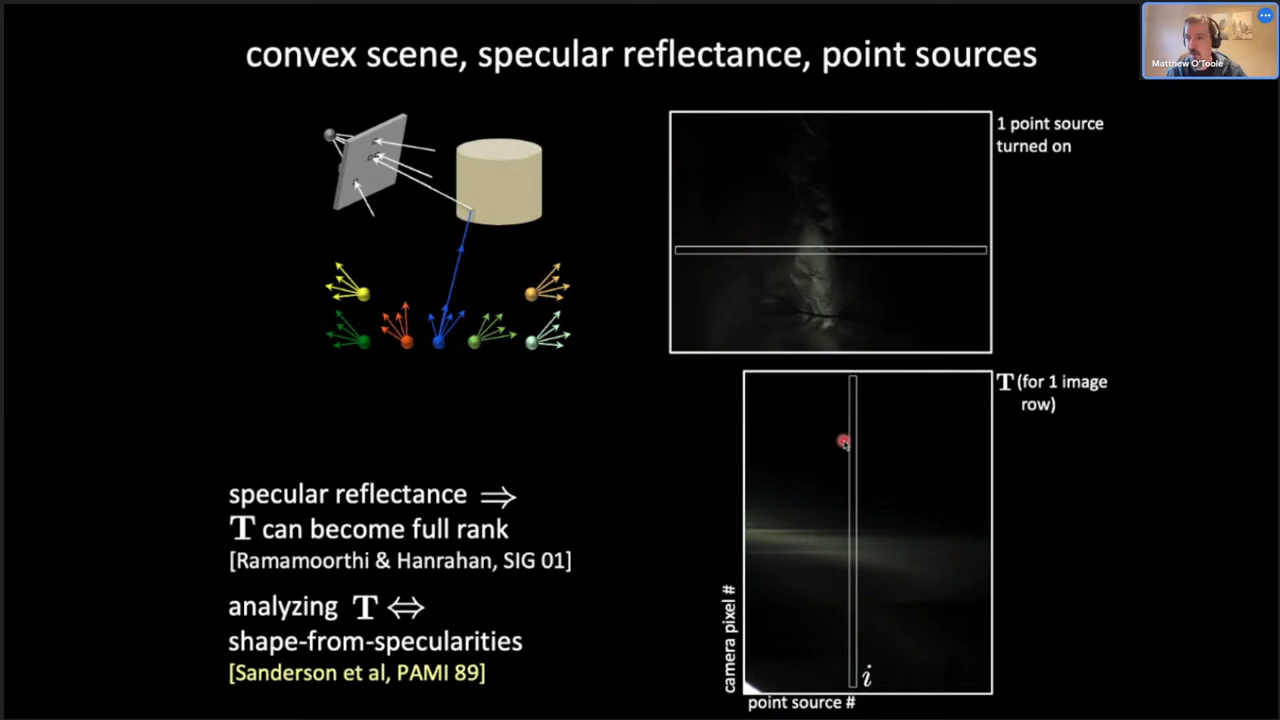 convex scene, specular reflectance, point sources
Matthew O'Toole
1 point source
turned on
T (for 1 image
row)
specular reflectance ⇒
T can become full rank
[Ramamoorthi & Hanrahan, SIG 01]
analyzing T ⇔
shape-from-specularities
[Sanderson et al, PAMI 89]
camera pixel #
i
point source #